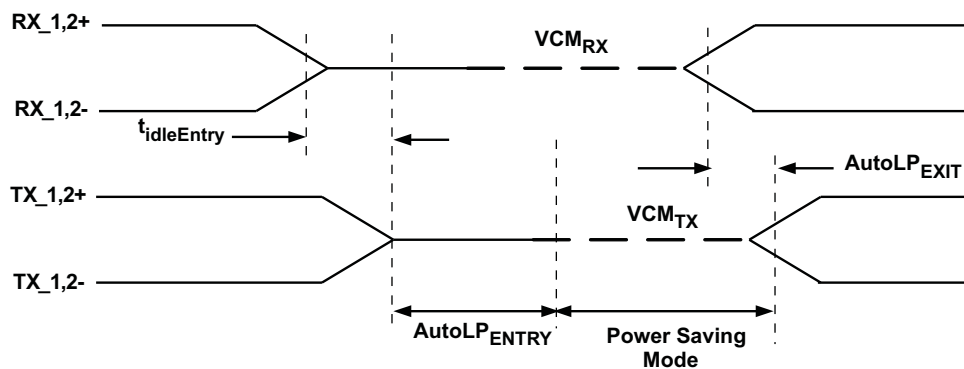 RX_1,2+
VCMRX
RX_1,2-
tidleEntry
AutoLPEXIT
TX_1,2+
VCMTX
TX_1,2-
AutoLPENTRY
Power Saving
Mode